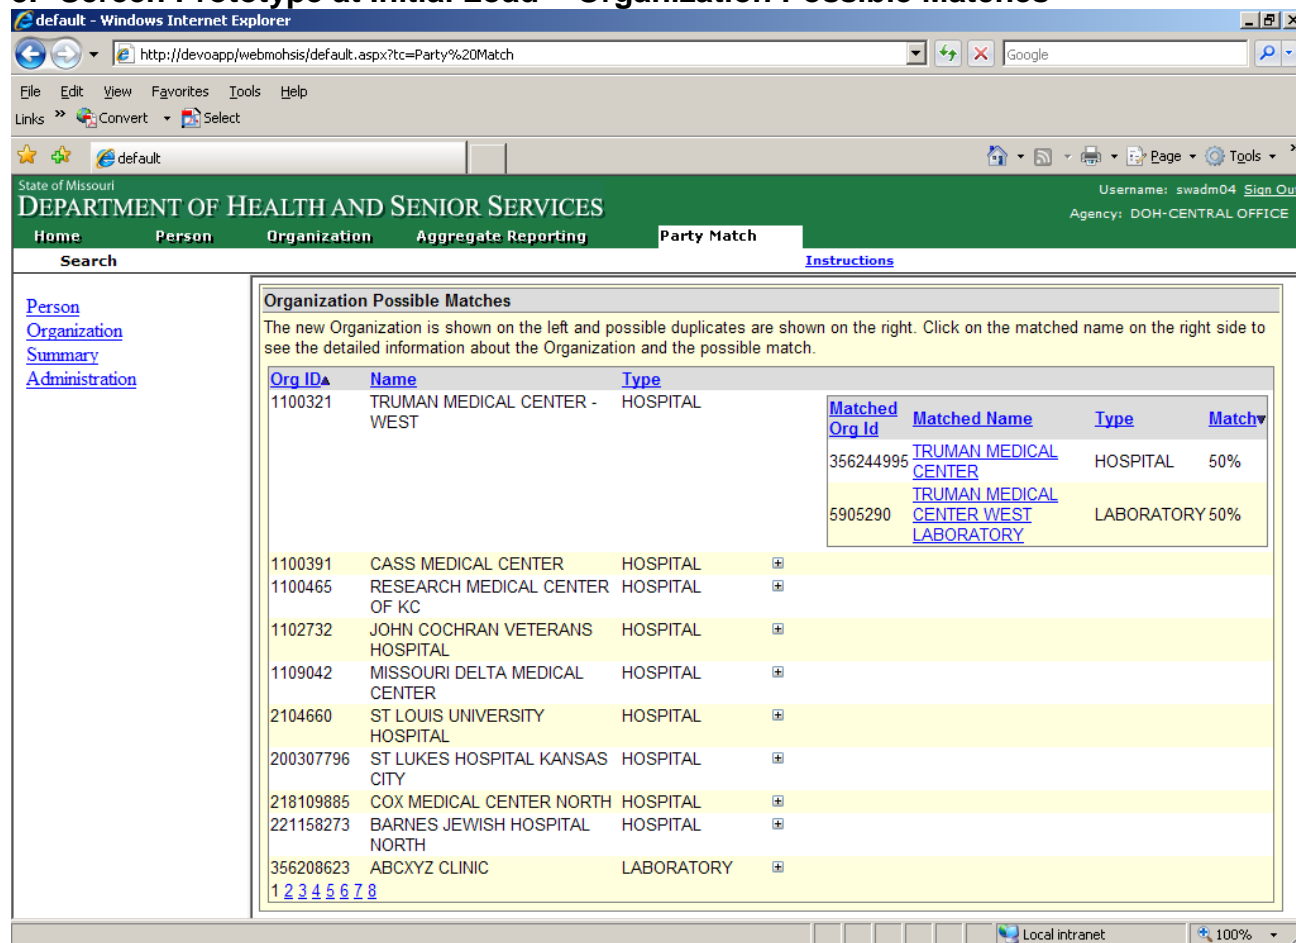 default - Windows Internet Explorer
http://devoapp/webmohsis/default.aspx?tc=Party%20Match
Google
File Edit View Favorites Tools Help
Links » Convert Select
default
Page Tools »
State of Missouri
DEPARTMENT OF HEALTH AND SENIOR SERVICES
Username: swadm04 Sign Out
Agency: DOH-CENTRAL OFFICE
Home Person Organization Aggregate Reporting Party Match
Search Instructions
Person
Organization
Summary
Administration
Organization Possible Matches
The new Organization is shown on the left and possible duplicates are shown on the right. Click on the matched name on the right side to
see the detailed information about the Organization and the possible match.
Org ID▲ Name Type
1100321 TRUMAN MEDICAL CENTER - HOSPITAL
WEST
Matched
Org Id Matched Name Type Match▼
356244995 TRUMAN MEDICAL
CENTER HOSPITAL 50%
5905290 TRUMAN MEDICAL
CENTER WEST LABORATORY 50%
LABORATORY
1100391 CASS MEDICAL CENTER HOSPITAL
1100465 RESEARCH MEDICAL CENTER HOSPITAL
OF KC
1102732 JOHN COCHRAN VETERANS HOSPITAL
HOSPITAL
1109042 MISSOURI DELTA MEDICAL HOSPITAL
CENTER
2104660 ST LOUIS UNIVERSITY HOSPITAL
HOSPITAL
200307796 ST LUKES HOSPITAL KANSAS HOSPITAL
CITY
218109885 COX MEDICAL CENTER NORTH HOSPITAL
221158273 BARNES JEWISH HOSPITAL HOSPITAL
NORTH
356208623 ABCXYZ CLINIC LABORATORY
1 2 3 4 5 6 7 8
Local intranet 100%